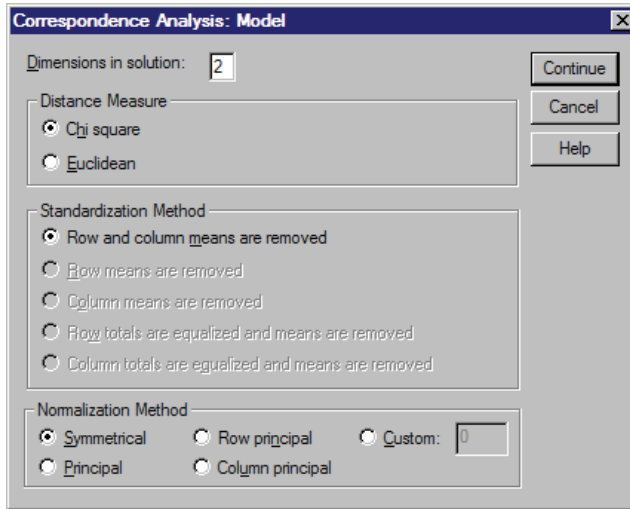 Correspondence Analysis: Model
Dimensions in solution: 2
Continue
Cancel
Help
Distance Measure
Chi square
Euclidean
Standardization Method
Row and column means are removed
Row means are removed
Column means are removed
Row totals are equalized and means are removed
Column totals are equalized and means are removed
Normalization Method
Symmetrical Row principal Custom: 0
Principal Column principal